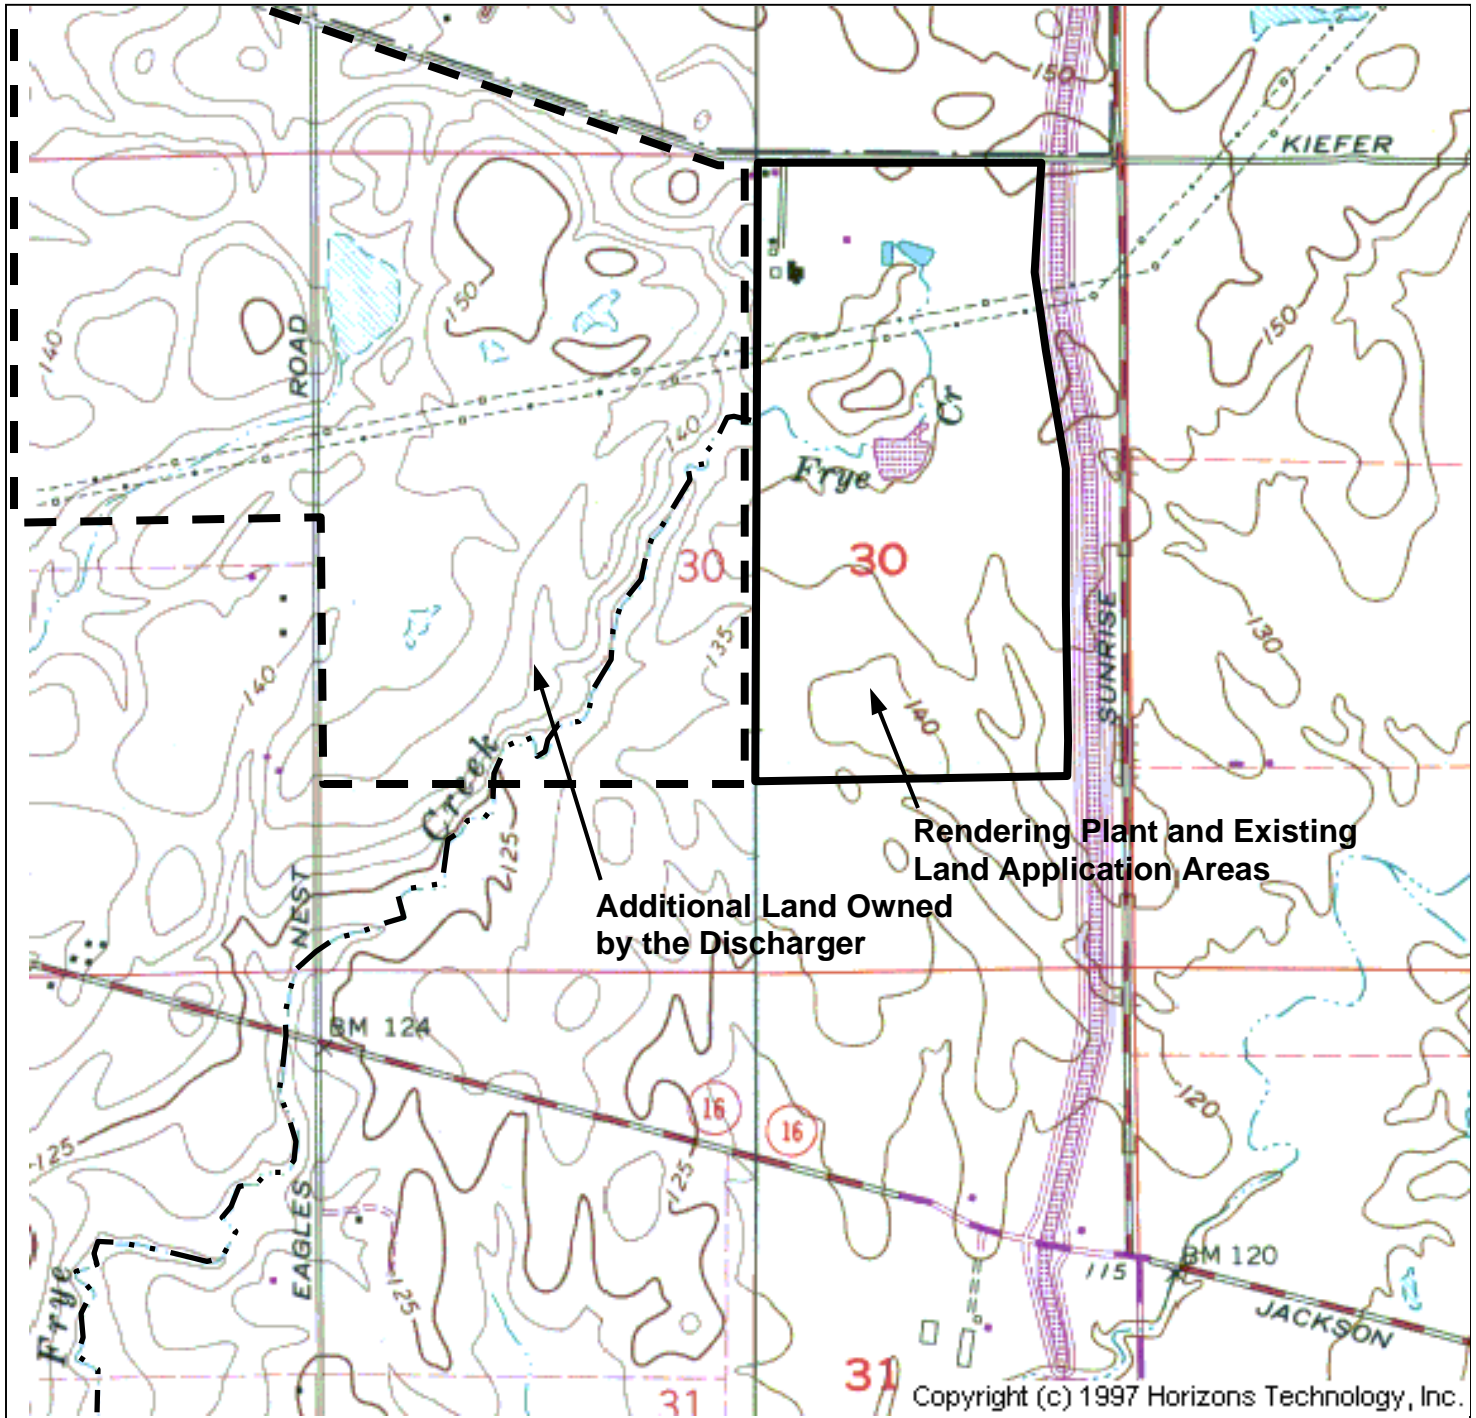 150
KIEFER
150
140
ROAD
150
140
Cr
Frye
30
30
135
130
SUNRISE
140
140
Creek
125
Rendering Plant and Existing
Land Application Areas
Additional Land Owned
by the Discharger
NEST
BM 124
16
16
120
125
125
EAGLES
125
115
BM 120
JACKSON
Frye
31
31
Copyright (c) 1997 Horizons Technology, Inc.